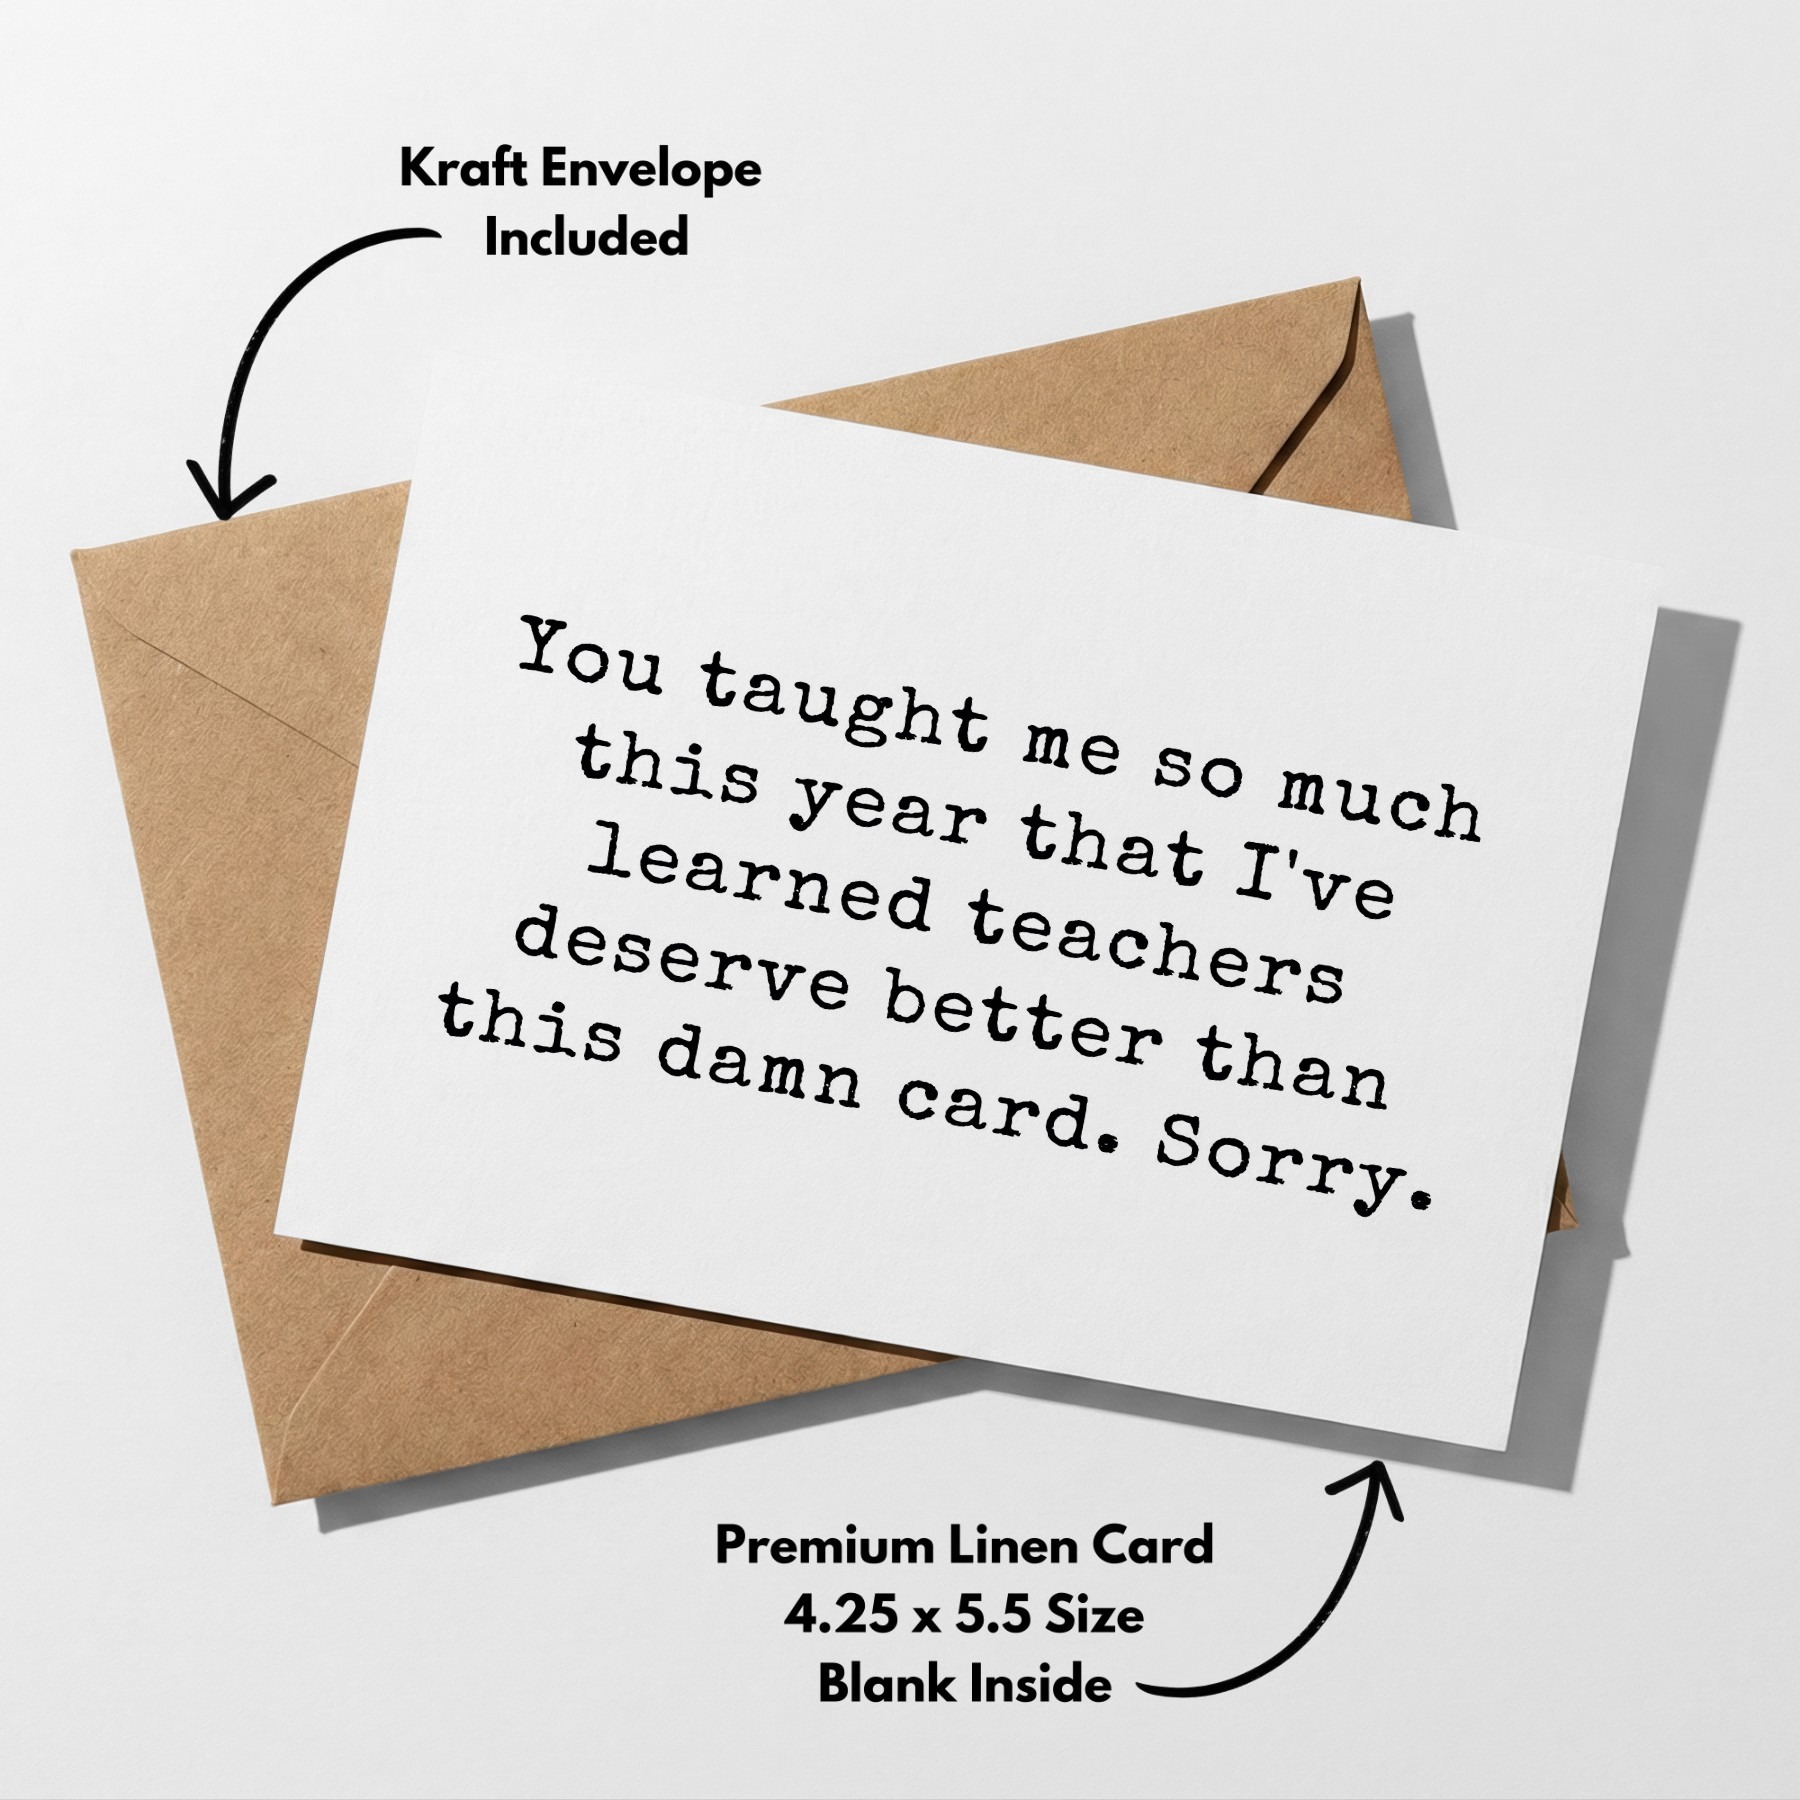 Kraft Envelope
Included
You taught me so much
this year that I've
learned teachers
deserve better than
this damn card. Sorry.
Premium Linen Card
4.25 x 5.5 Size
Blank Inside